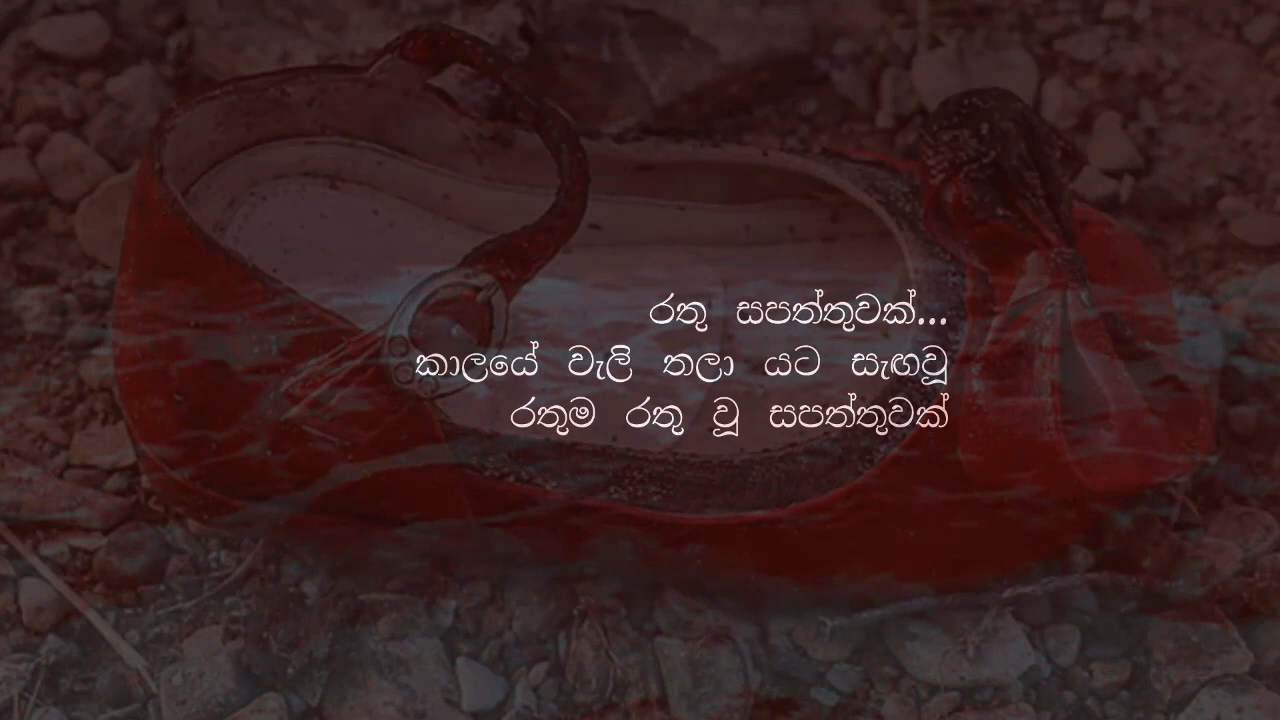 රතු සපත්තුවක්...
කාලයේ වැලි තලා යට සැඟවූ
රතුම රතු වූ සපත්තුවක්